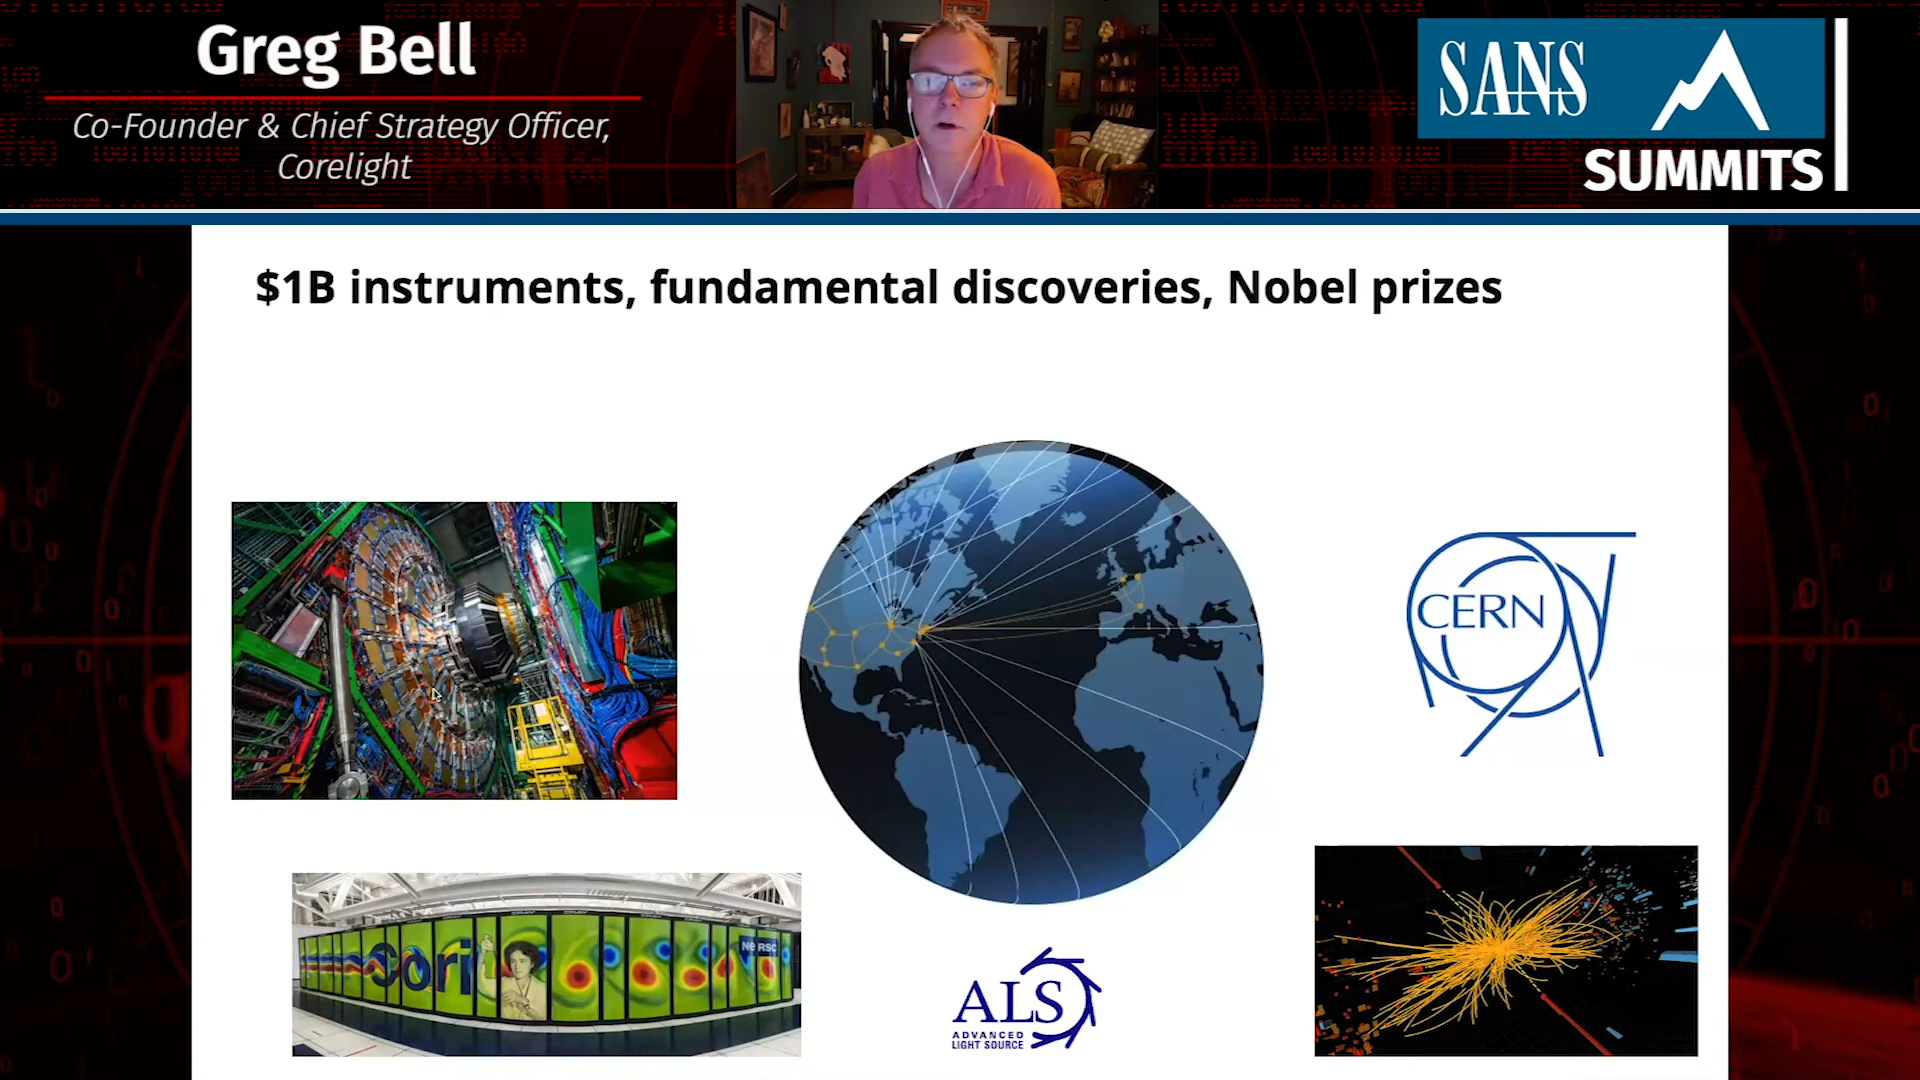 Greg Bell
Co-Founder & Chief Strategy Officer,
Corelight
SANS
SUMMITS
$1B instruments, fundamental discoveries, Nobel prizes
CERN
Cori
NeRSC
ALS
ADVANCED
LIGHT SOURCE